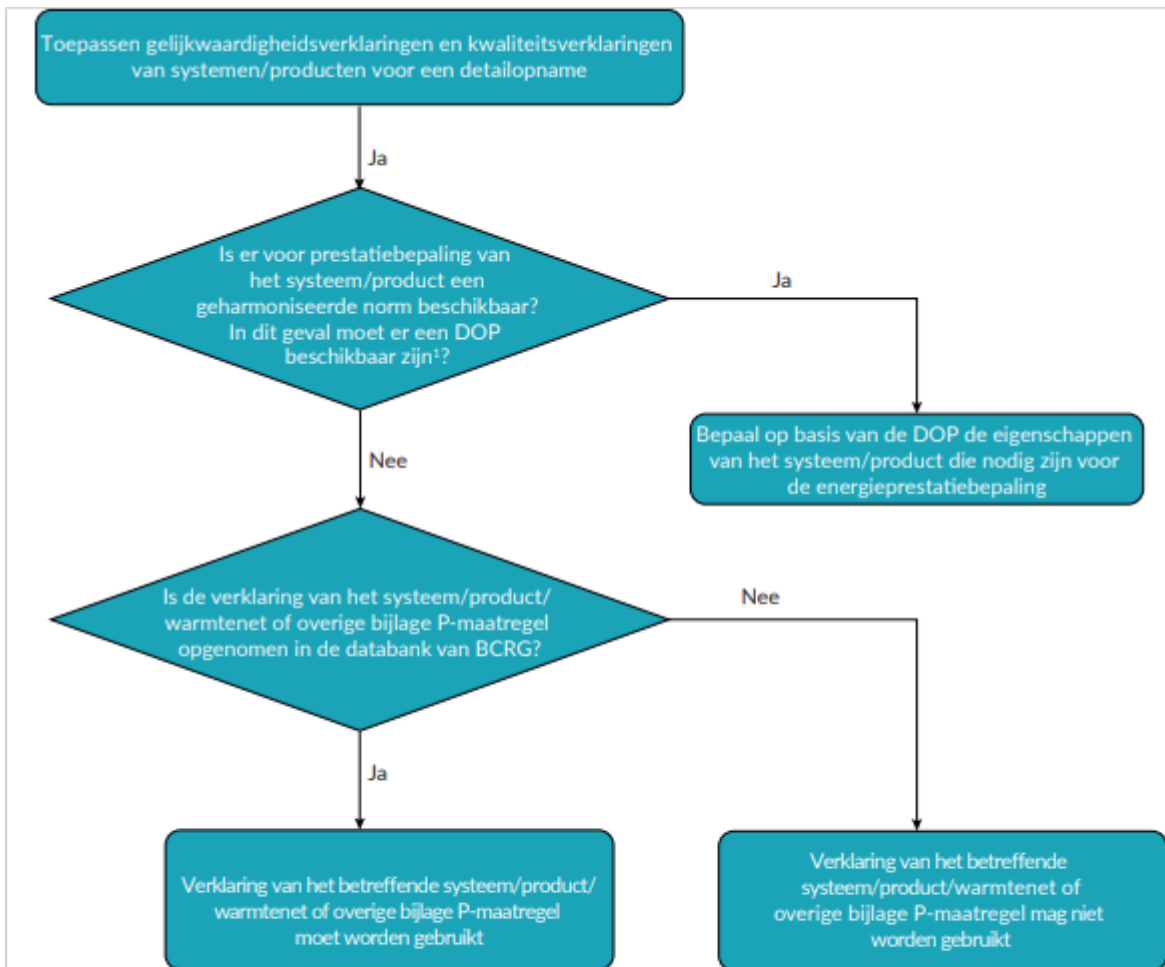 Toepassen gelijkwaardigheidsverklaringen en kwaliteitsverklaringen
van systemen/producten voor een detailopname
Ja
Is er voor prestatiebepaling van
het systeem/product een
geharmoniseerde norm beschikbaar?
In dit geval moet er een DOP
beschikbaar zijn¹?
Ja
Bepaal op basis van de DOP de eigenschappen
van het systeem/product die nodig zijn voor
de energieprestatiebepaling
Nee
Is de verklaring van het systeem/product/
warmtenet of overige bijlage P-maatregel
opgenomen in de databank van BCRG?
Nee
Ja
Verklaring van het betreffende systeem/product/
warmtenet of overige bijlage P-maatregel
moet worden gebruikt
Verklaring van het betreffende
systeem/product/warmtenet of
overige bijlage P-maatregel mag niet
worden gebruikt